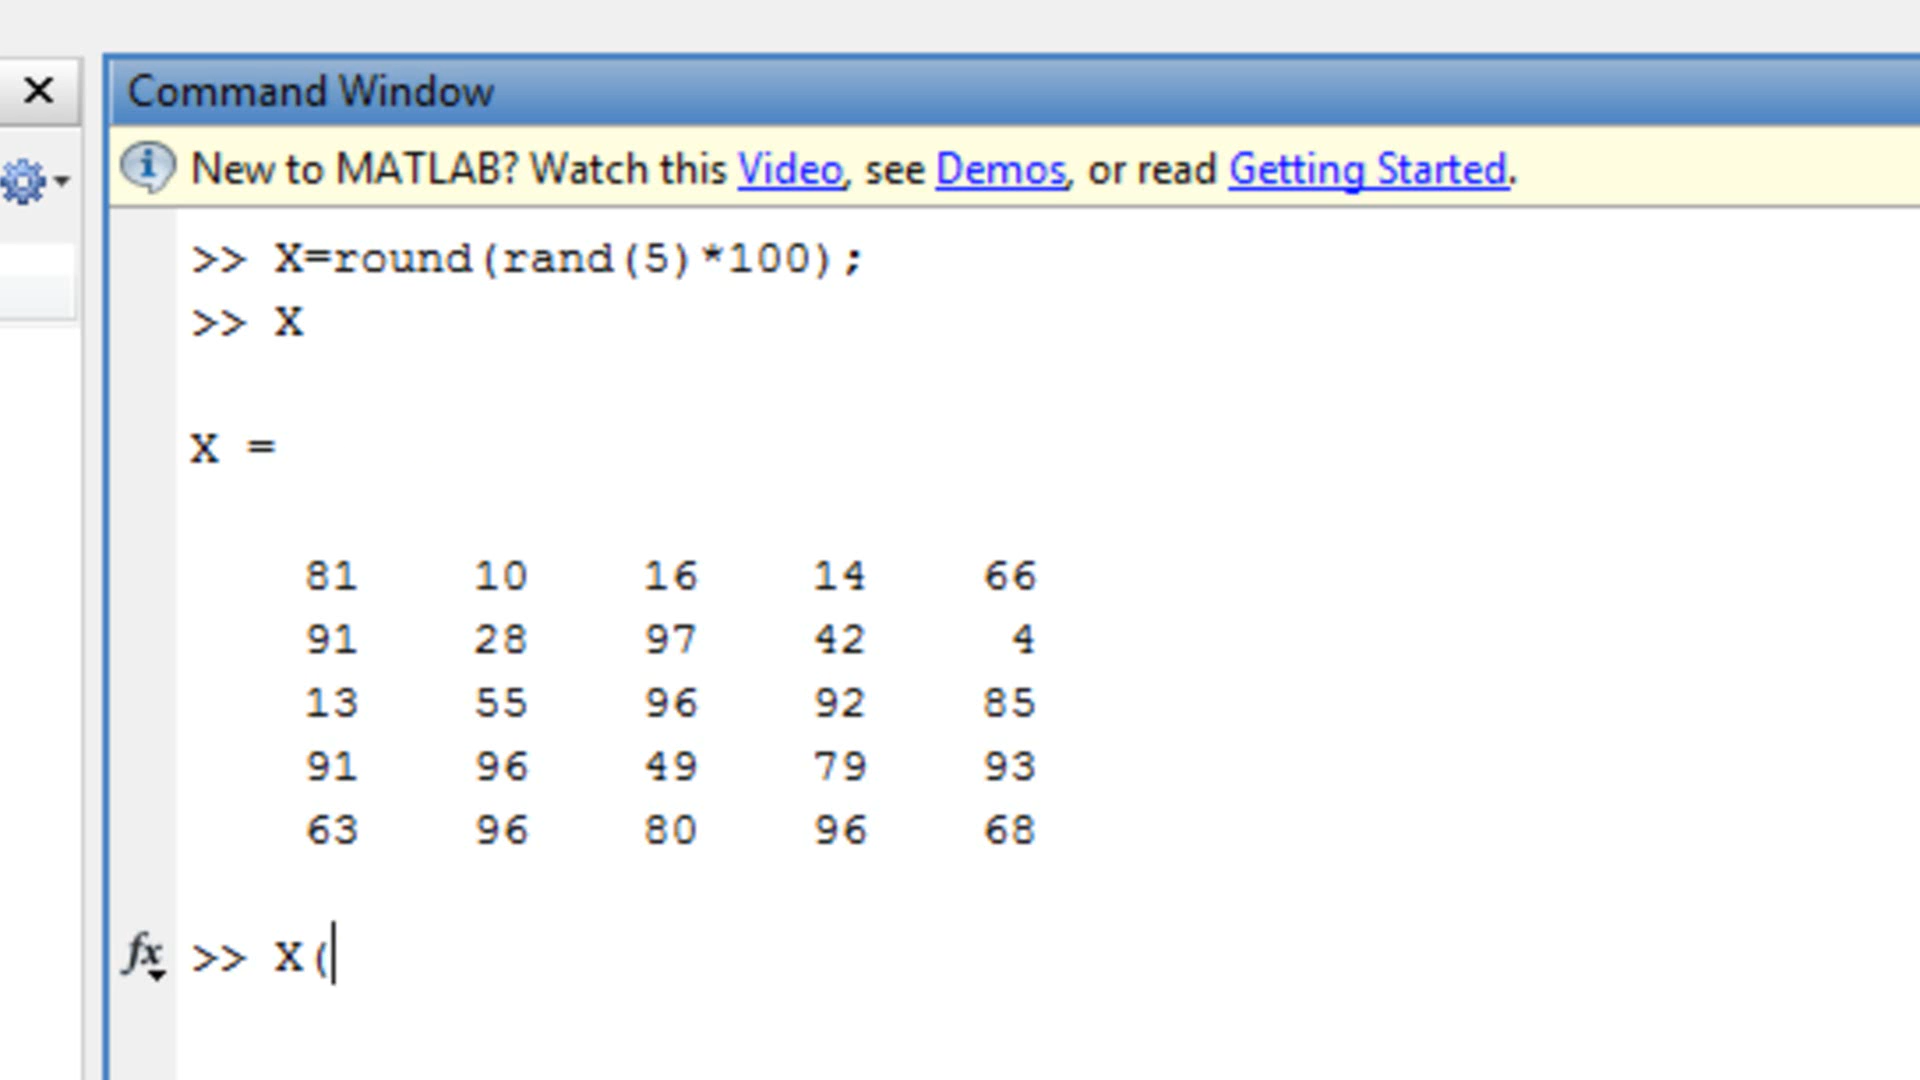 Command Window
New to MATLAB? Watch this Video, see Demos, or read Getting Started.
>> X=round(rand(5)*100);
>> X
X =
81 10 16 14 66
91 28 97 42 4
13 55 96 92 85
91 96 49 79 93
63 96 80 96 68
fx >> X(